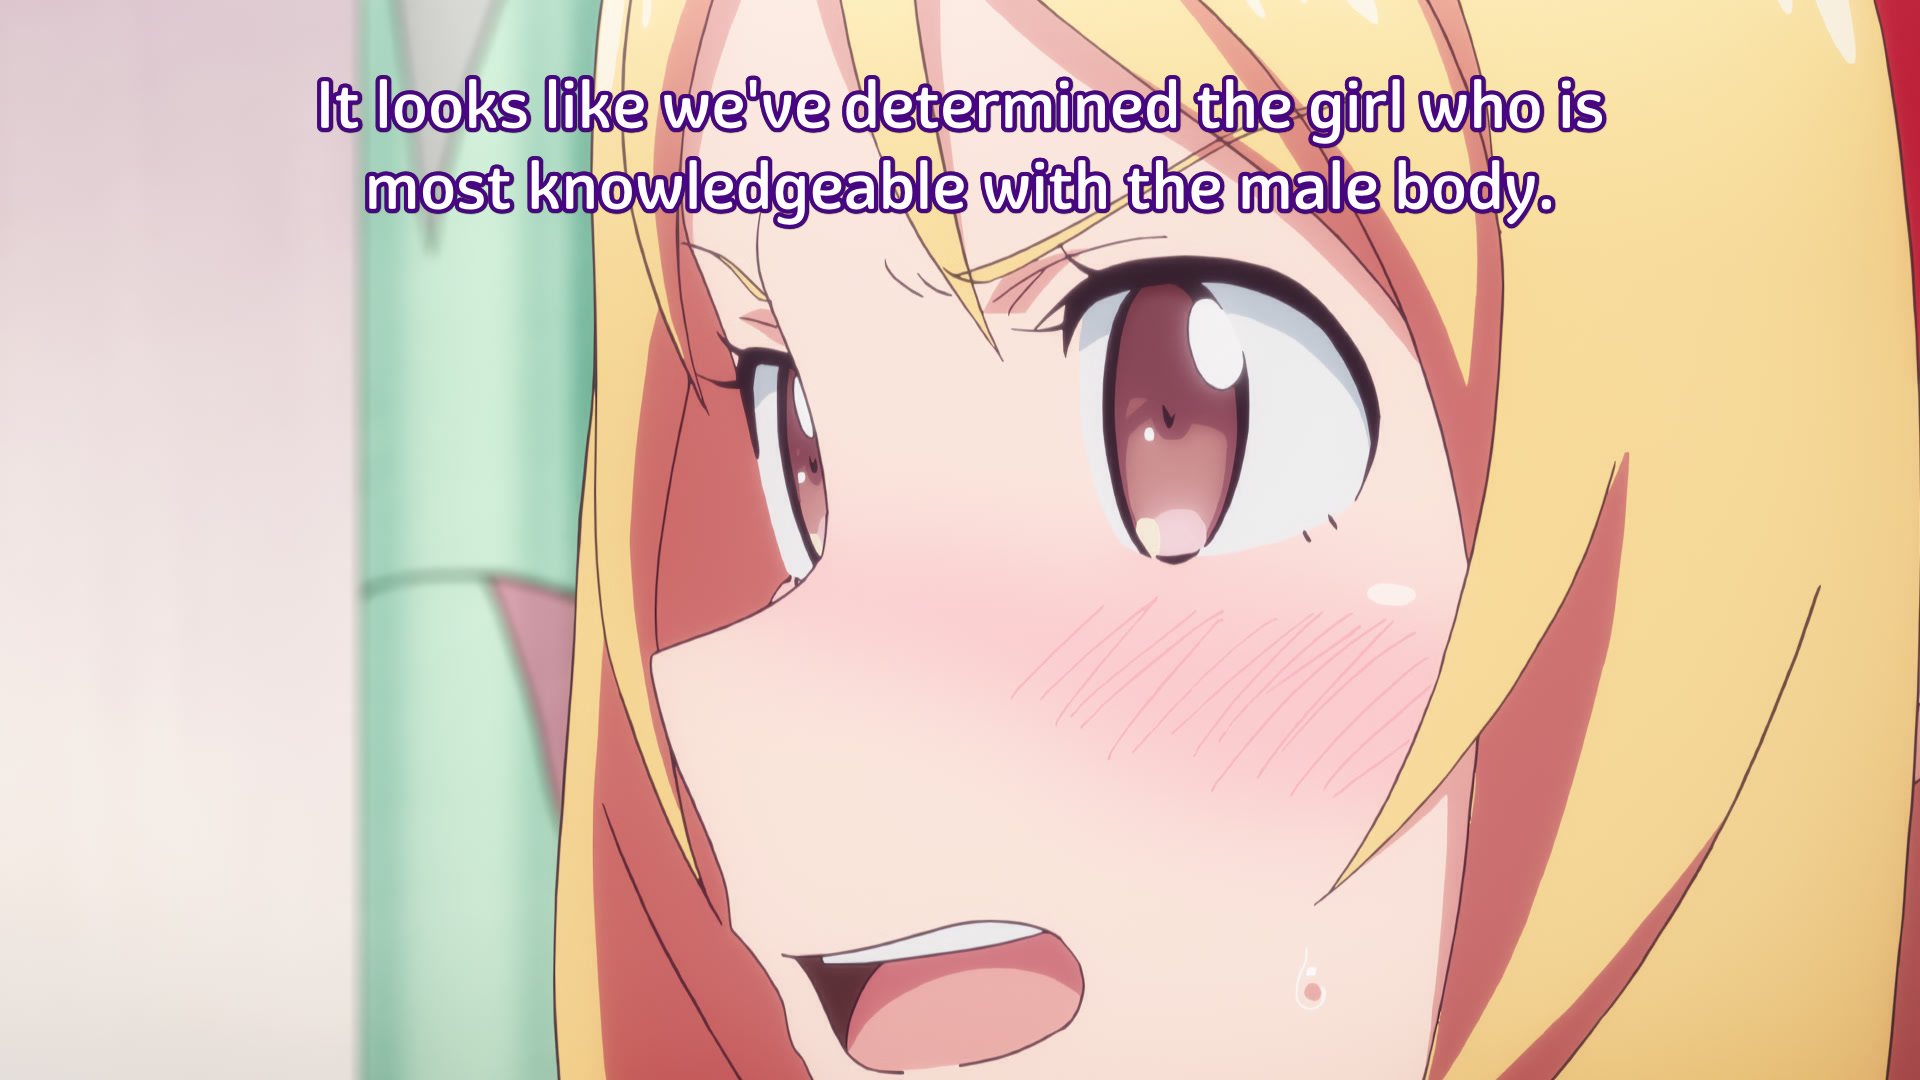 It looks like we've determined the girl who is
most knowledgeable with the male body.